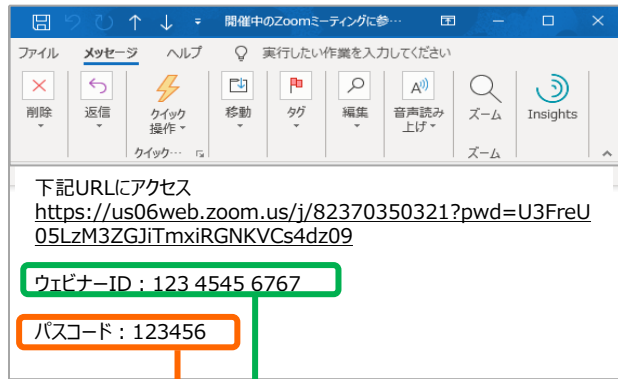 開催中のZoomミーティングに参…
ファイル メッセージ ヘルプ 実行したい作業を入力してください
削除 返信 クイック操作 移動 タグ 編集 音声読み上げ ズーム Insights
クイック… ズーム
下記URLにアクセス
https://us06web.zoom.us/j/82370350321?pwd=U3FreU
05LzM3ZGJiTmxiRGNKVCs4dz09
ウェビナーID：123 4545 6767
パスコード：123456